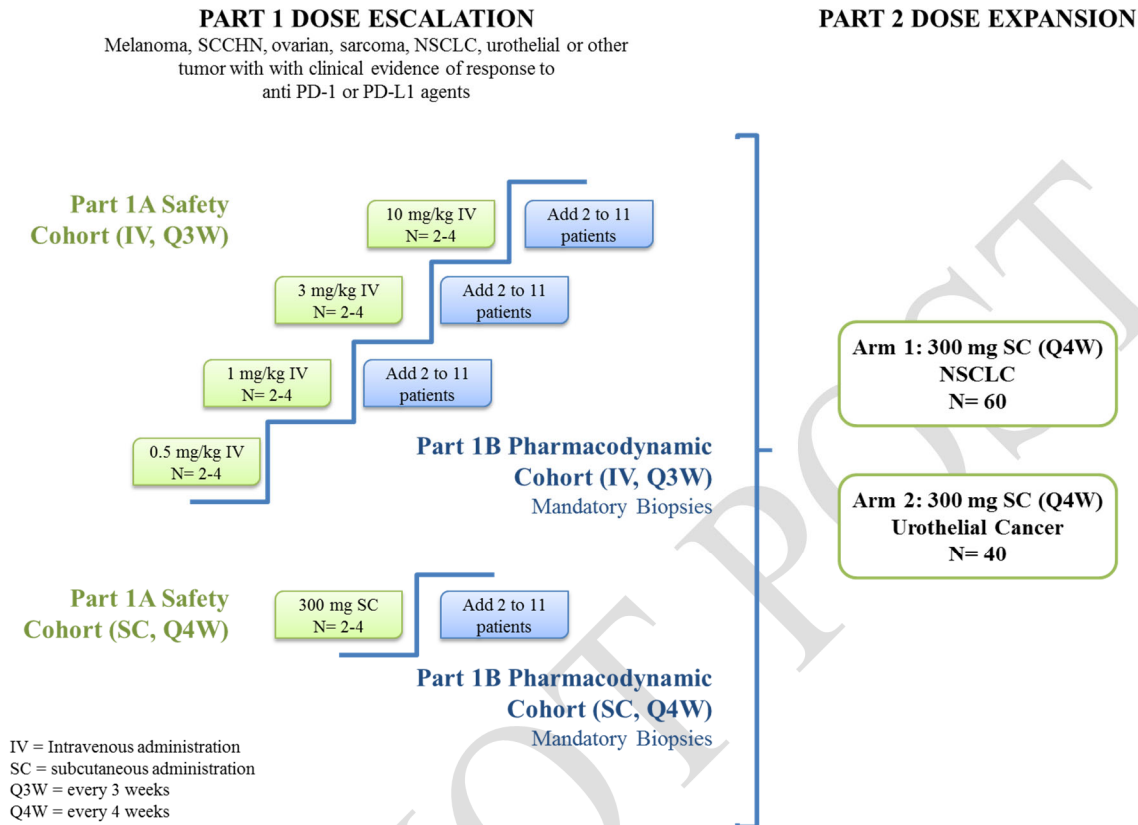 PART 1 DOSE ESCALATION
Melanoma, SCCHN, ovarian, sarcoma, NSCLC, urothelial or other
tumor with with clinical evidence of response to
anti PD-1 or PD-L1 agents
PART 2 DOSE EXPANSION
Part 1A Safety
Cohort (IV, Q3W)
10 mg/kg IV
N= 2-4
Add 2 to 11
patients
3 mg/kg IV
N= 2-4
Add 2 to 11
patients
1 mg/kg IV
N= 2-4
Add 2 to 11
patients
0.5 mg/kg IV
N= 2-4
Part 1B Pharmacodynamic
Cohort (IV, Q3W)
Mandatory Biopsies
Part 1A Safety
Cohort (SC, Q4W)
300 mg SC
N= 2-4
Add 2 to 11
patients
Part 1B Pharmacodynamic
Cohort (SC, Q4W)
Mandatory Biopsies
Arm 1: 300 mg SC (Q4W)
NSCLC
N= 60
Arm 2: 300 mg SC (Q4W)
Urothelial Cancer
N= 40
IV = Intravenous administration
SC = subcutaneous administration
Q3W = every 3 weeks
Q4W = every 4 weeks
OT POST